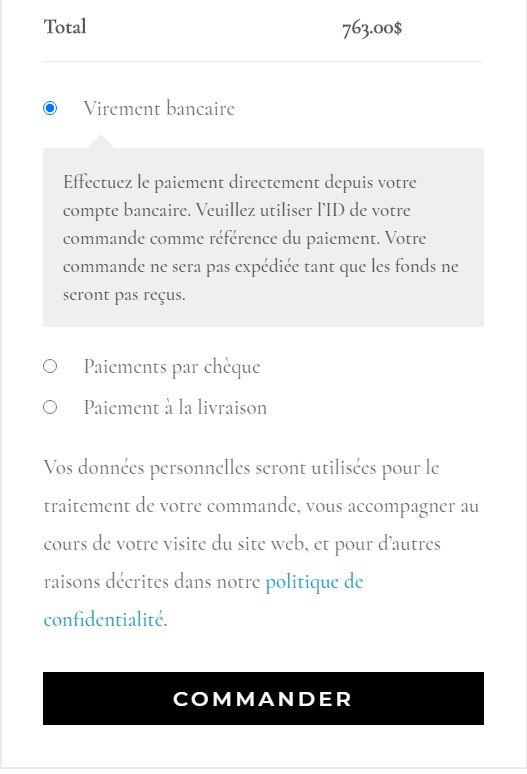 Total 763.00$
Virement bancaire
Effectuez le paiement directement depuis votre
compte bancaire. Veuillez utiliser l’ID de votre
commande comme référence du paiement. Votre
commande ne sera pas expédiée tant que les fonds ne
seront pas reçus.
Paiements par chèque
Paiement à la livraison
Vos données personnelles seront utilisées pour le
traitement de votre commande, vous accompagner au
cours de votre visite du site web, et pour d’autres
raisons décrites dans notre politique de
confidentialité.
COMMANDER